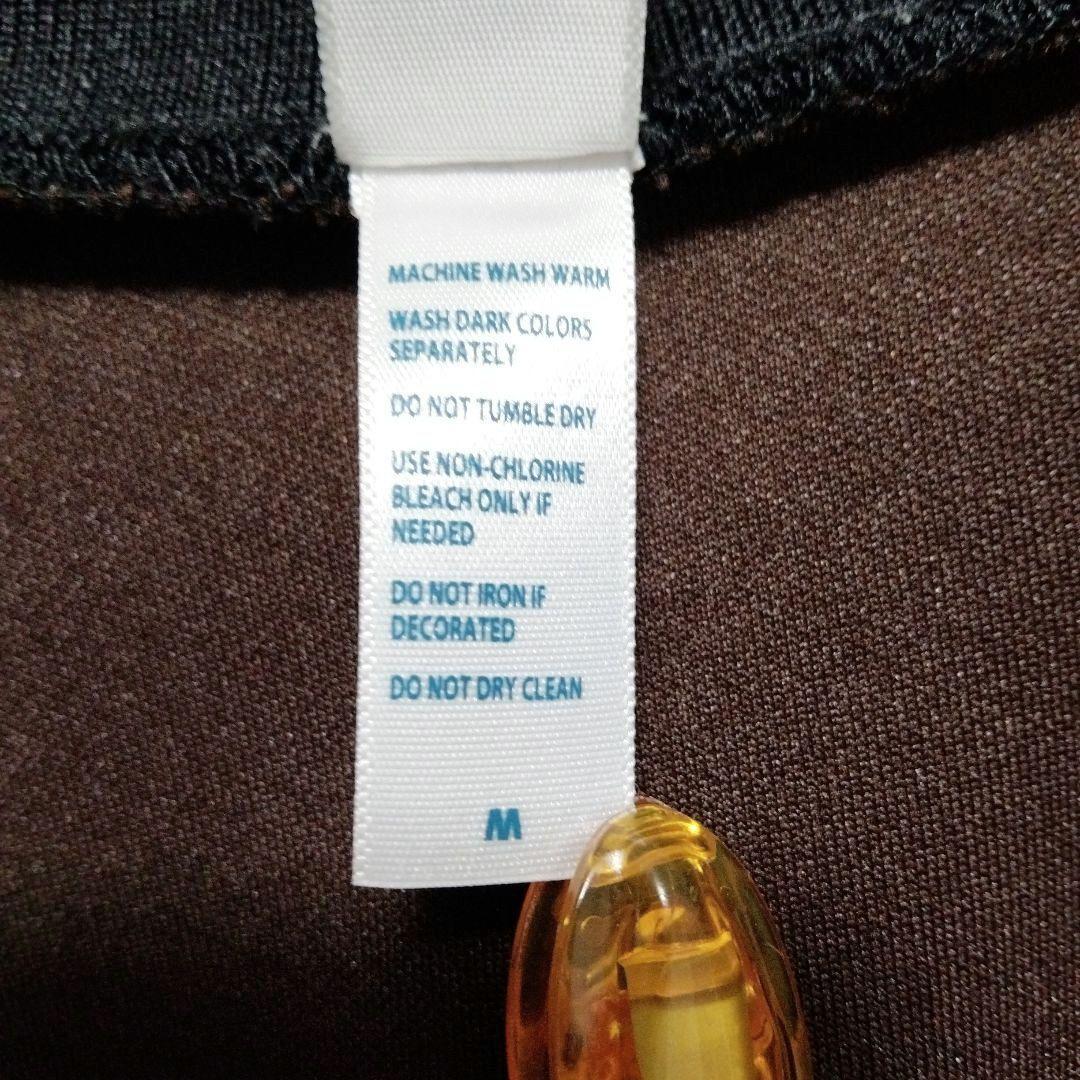 MACHINE WASH WARM
WASH DARK COLORS
SEPARATELY
DO NOT TUMBLE DRY
USE NON-CHLORINE
BLEACH ONLY IF
NEEDED
DO NOT IRON IF
DECORATED
DO NOT DRY CLEAN
M